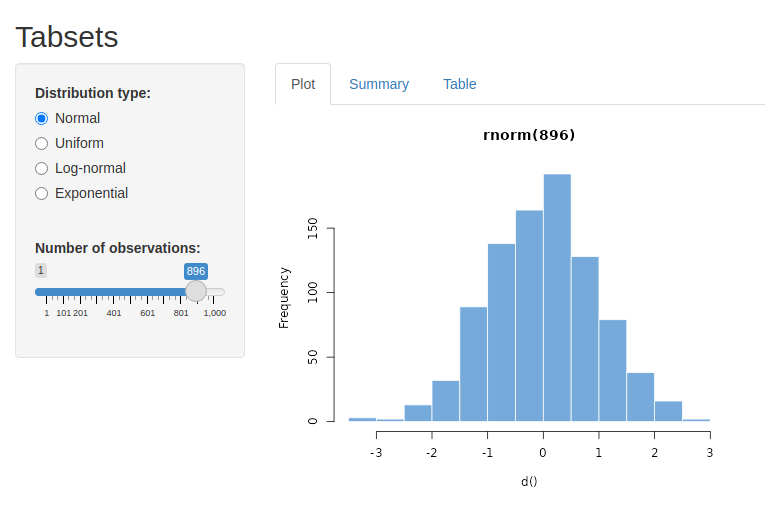 Tabsets
Distribution type:
Normal
Uniform
Log-normal
Exponential
Number of observations:
1 896
1 101 201 401 601 801 1,000
Plot Summary Table
rnorm(896)
Frequency
150
100
50
0
-3 -2 -1 0 1 2 3
d()